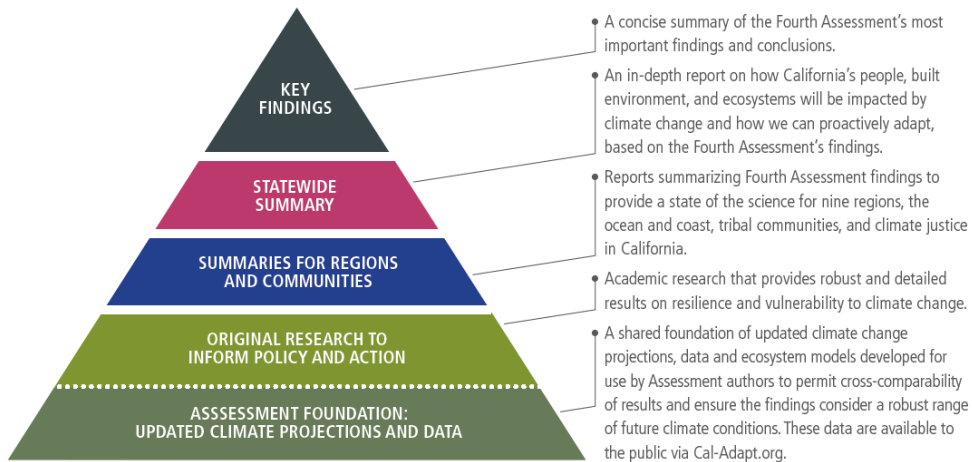 KEY
FINDINGS
A concise summary of the Fourth Assessment's most
important findings and conclusions.
STATEWIDE
SUMMARY
An in-depth report on how California's people, built
environment, and ecosystems will be impacted by
climate change and how we can proactively adapt,
based on the Fourth Assessment's findings.
SUMMARIES FOR REGIONS
AND COMMUNITIES
Reports summarizing Fourth Assessment findings to
provide a state of the science for nine regions, the
ocean and coast, tribal communities, and climate justice
in California.
ORIGINAL RESEARCH TO
INFORM POLICY AND ACTION
Academic research that provides robust and detailed
results on resilience and vulnerability to climate change.
ASSSESSMENT FOUNDATION:
UPDATED CLIMATE PROJECTIONS AND DATA
A shared foundation of updated climate change
projections, data and ecosystem models developed for
use by Assessment authors to permit cross-comparability
of results and ensure the findings consider a robust range
of future climate conditions. These data are available to
the public via Cal-Adapt.org.